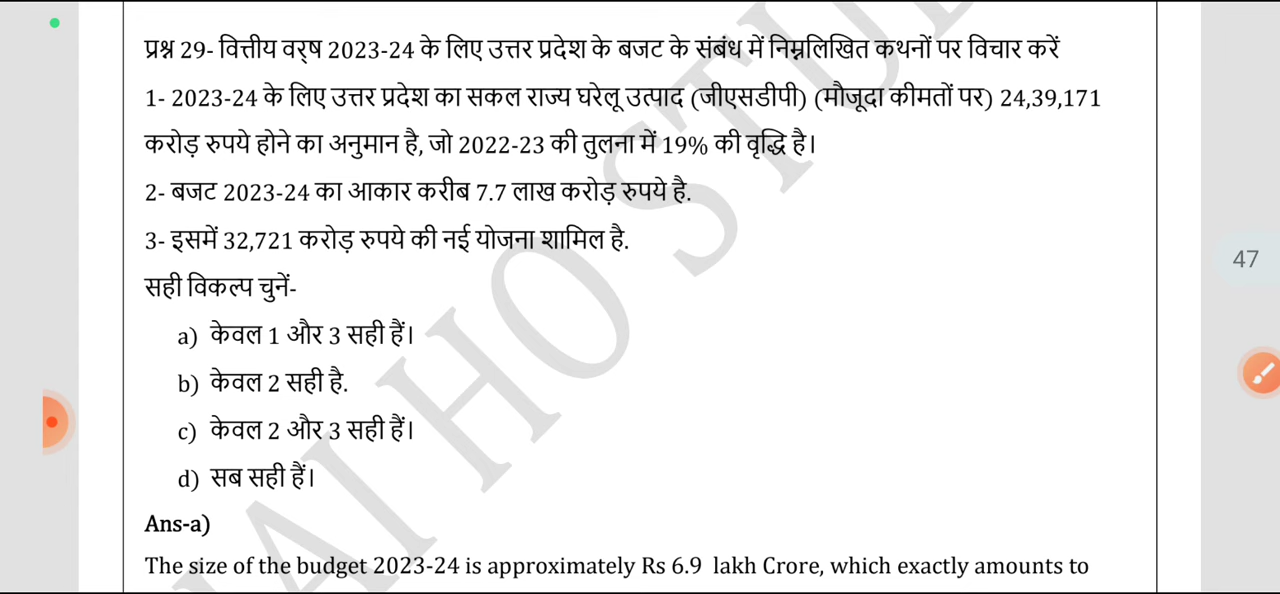 प्रश्न 29- वित्तीय वर्ष 2023-24 के लिए उत्तर प्रदेश के बजट के संबंध में निम्नलिखित कथनों पर विचार करें
1- 2023-24 के लिए उत्तर प्रदेश का सकल राज्य घरेलू उत्पाद (जीएसडीपी) (मौजूदा कीमतों पर) 24,39,171
करोड़ रुपये होने का अनुमान है, जो 2022-23 की तुलना में 19% की वृद्धि है।
2- बजट 2023-24 का आकार करीब 7.7 लाख करोड़ रुपये है.
3- इसमें 32,721 करोड़ रुपये की नई योजना शामिल है.
सही विकल्प चुनें-
a) केवल 1 और 3 सही हैं।
b) केवल 2 सही है.
c) केवल 2 और 3 सही हैं।
d) सब सही हैं।
Ans-a)
The size of the budget 2023-24 is approximately Rs 6.9 lakh Crore, which exactly amounts to
47